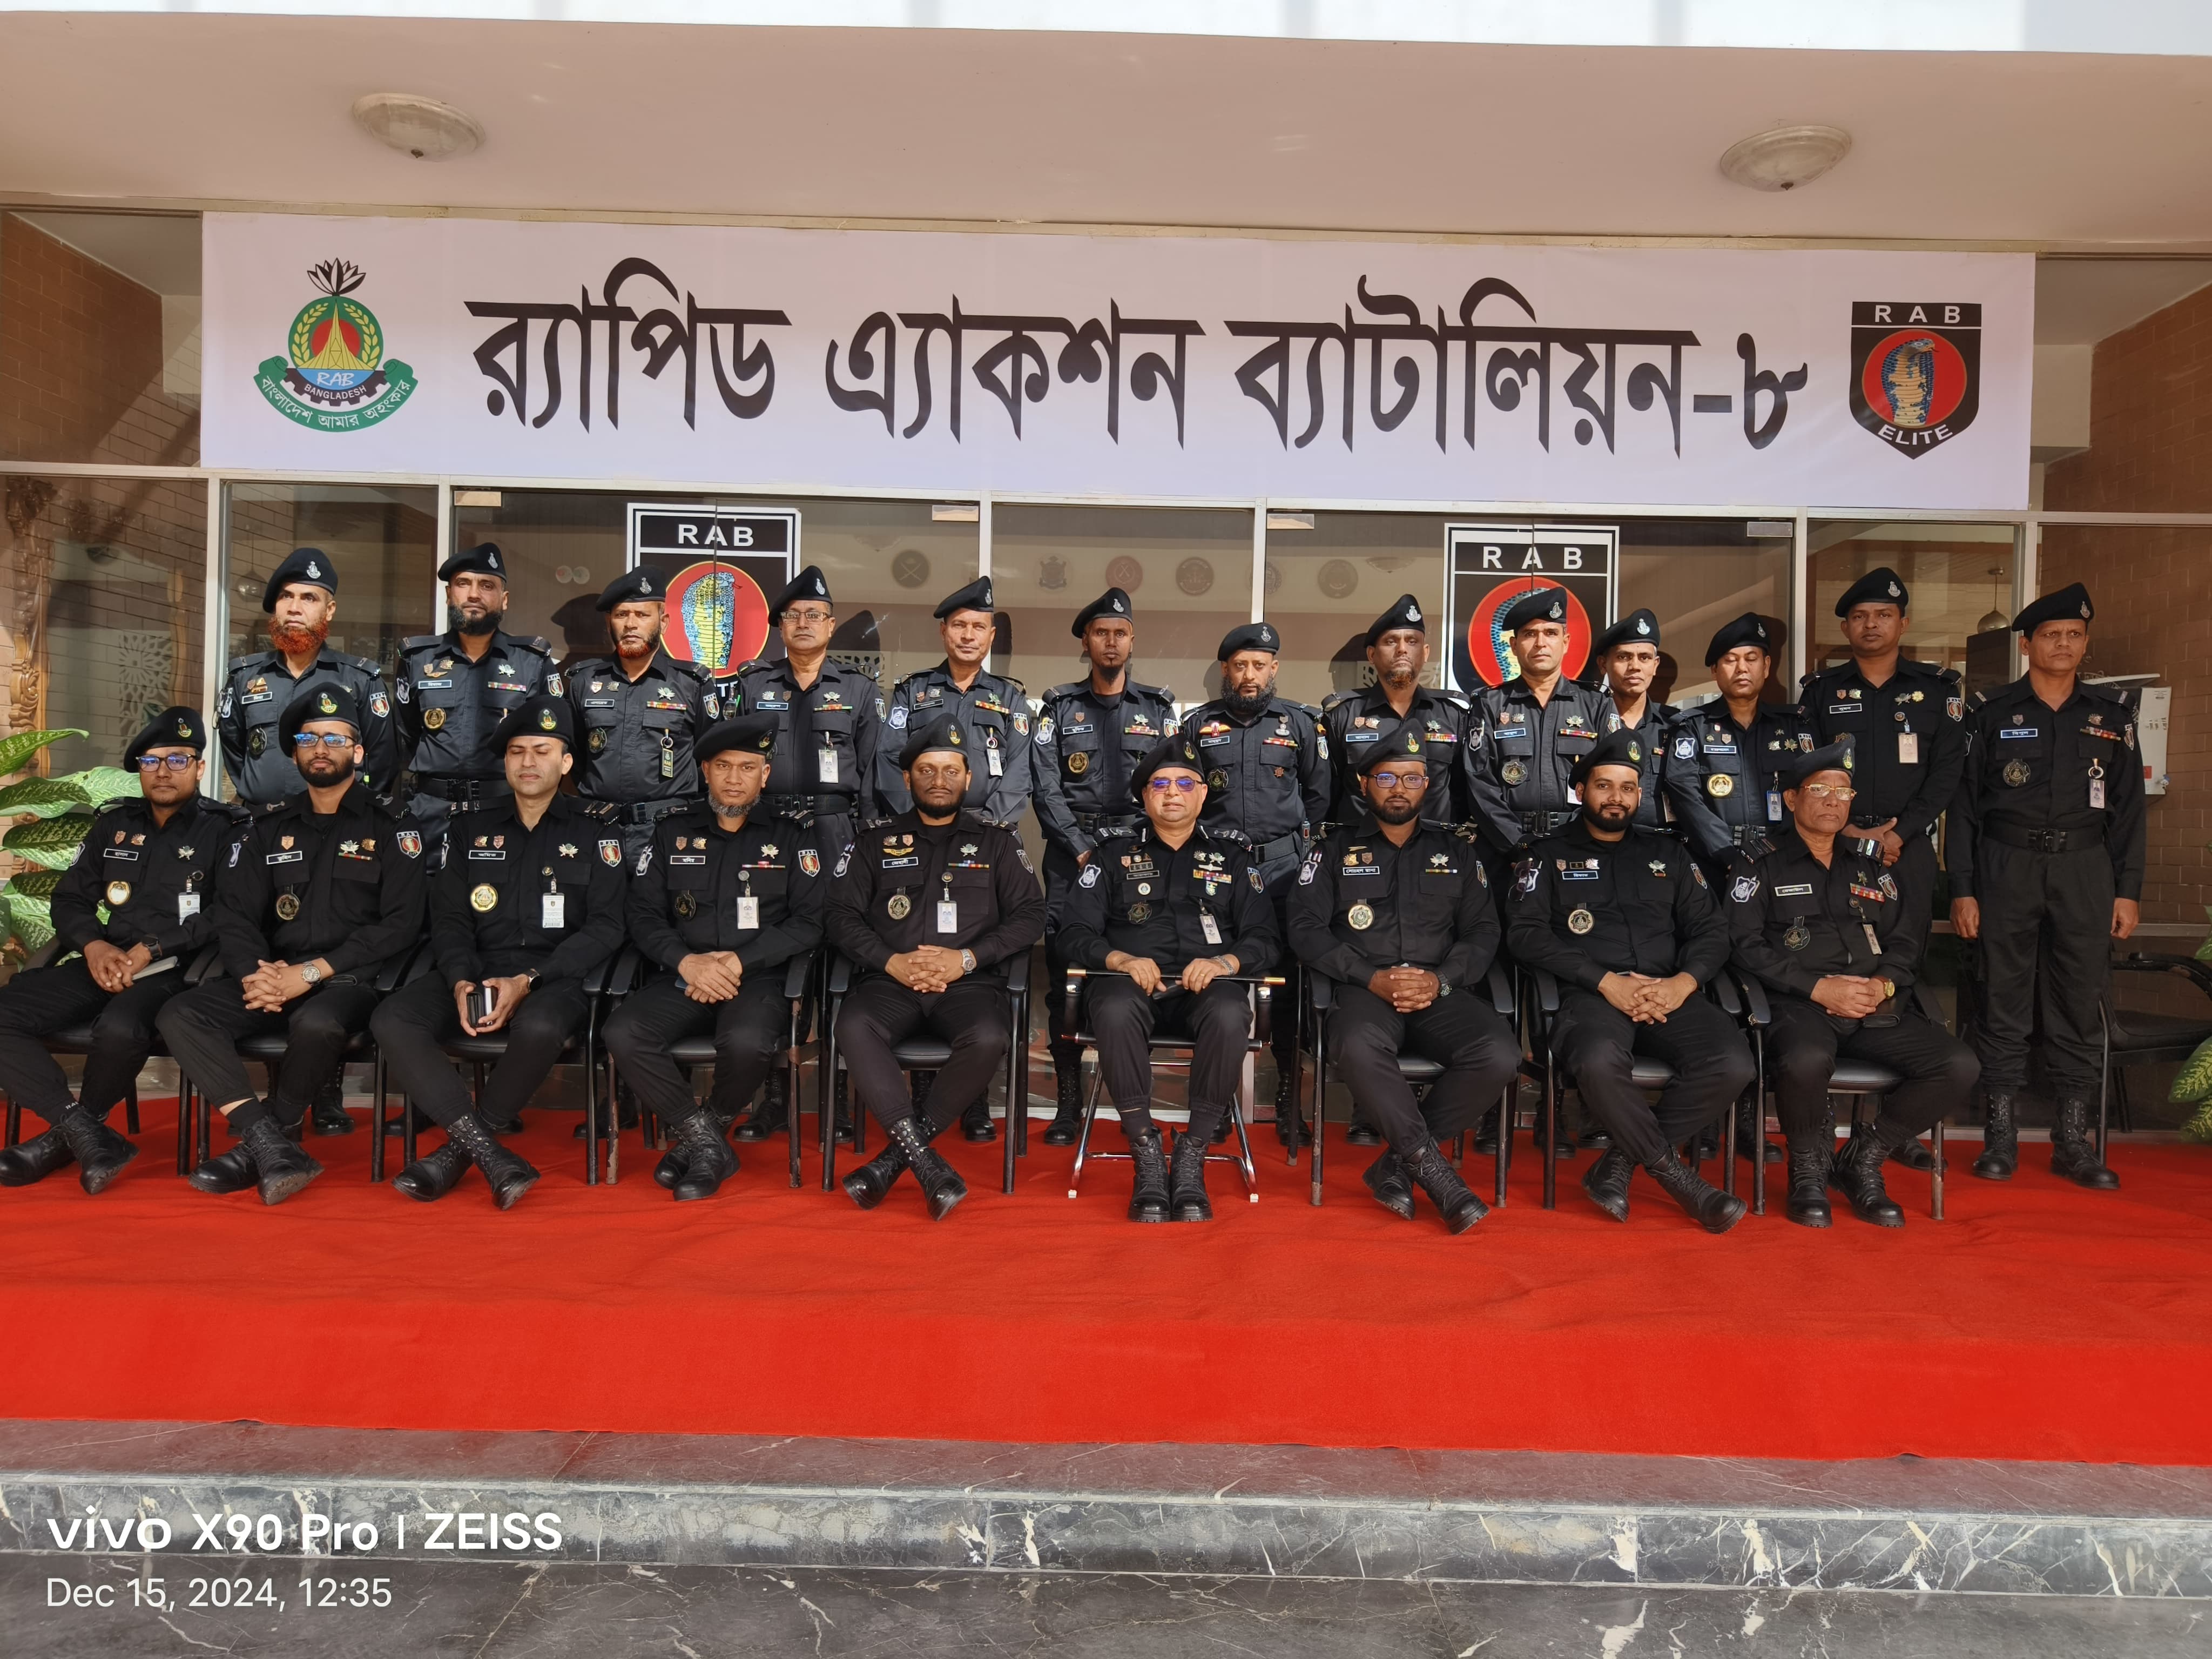 র‍্যাপিড এ্যাকশন ব্যাটালিয়ন-৮
RAB
BANGLADESH
বাংলাদেশ আমার অহংকার
RAB
ELITE
RAB
RAB
vivo X90 Pro | ZEISS
Dec 15, 2024, 12:35